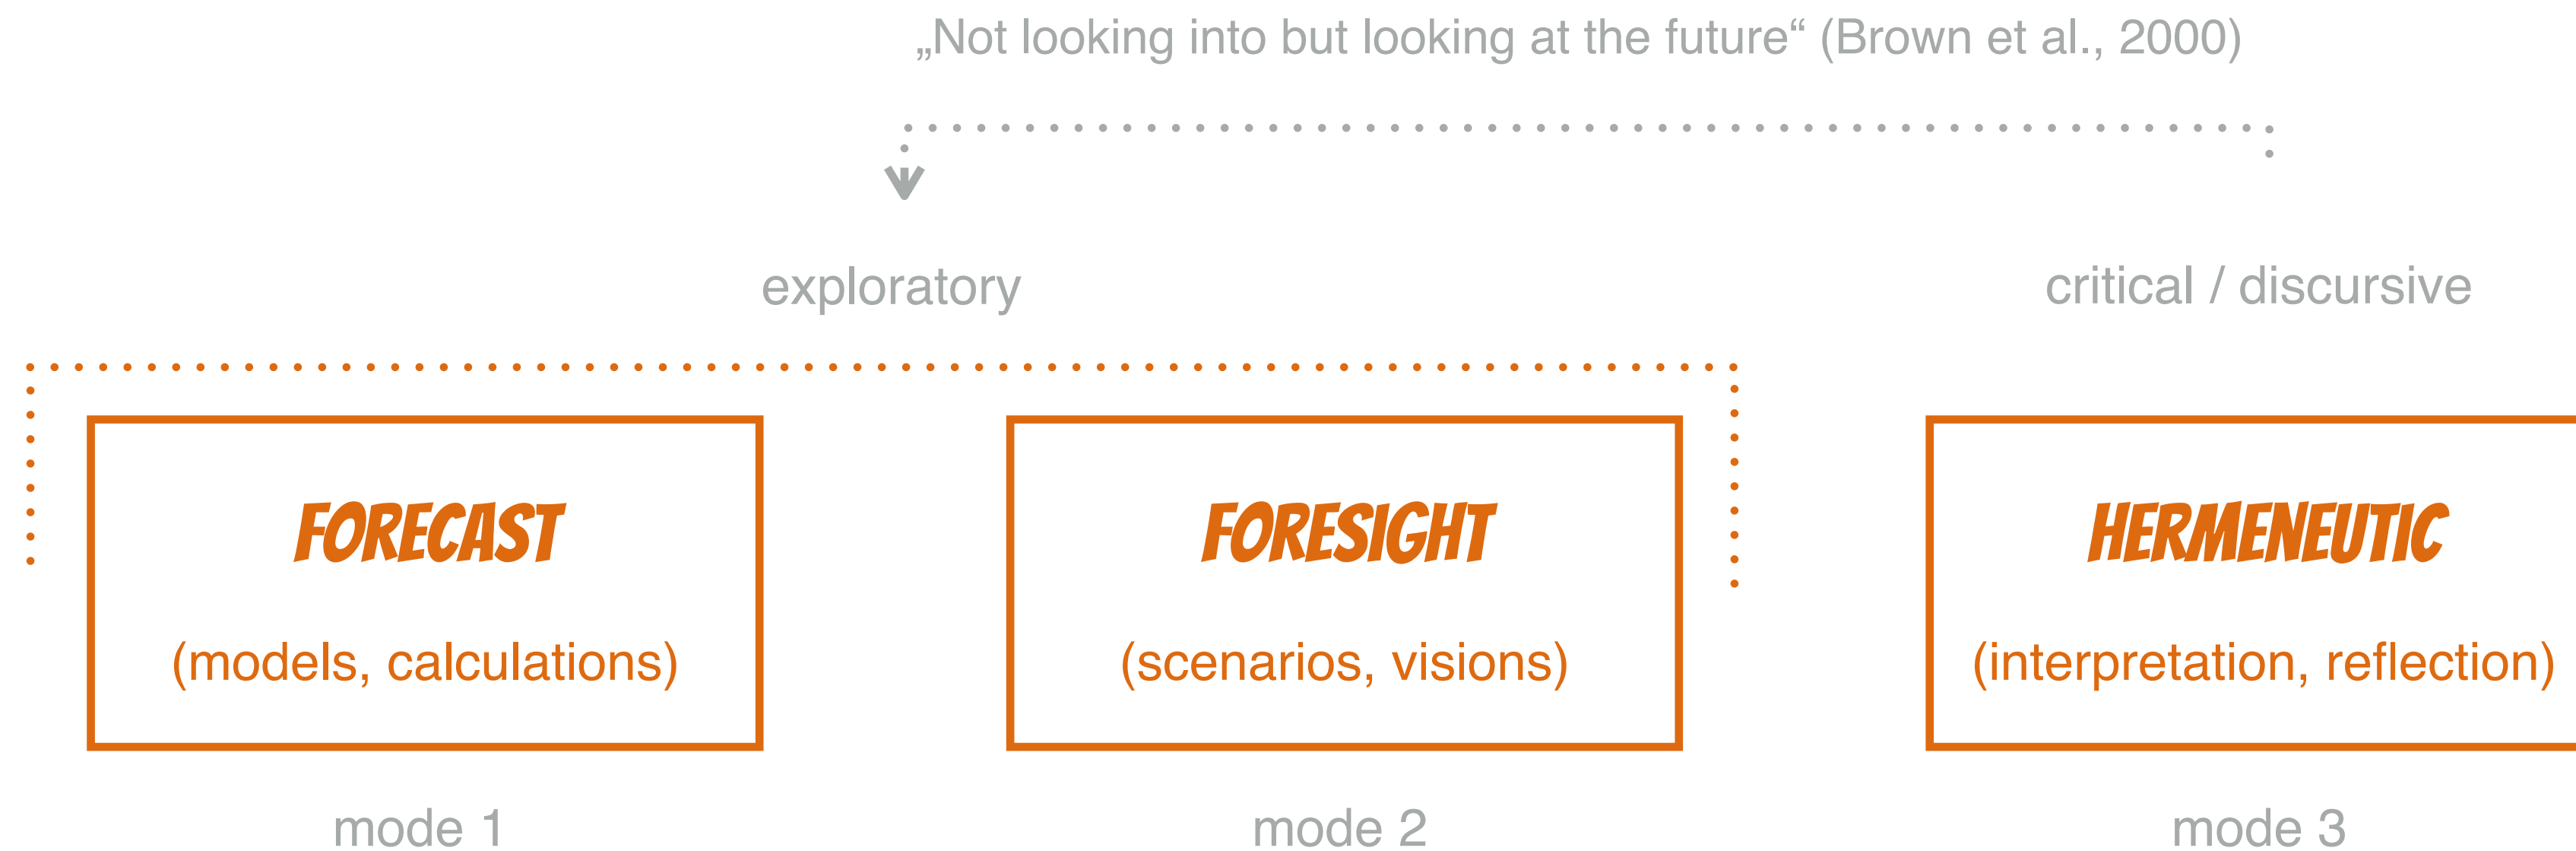 „Not looking into but looking at the future“ (Brown et al., 2000)
exploratory
critical / discursive
FORECAST
(models, calculations)
mode 1
FORESIGHT
(scenarios, visions)
mode 2
HERMENEUTIC
(interpretation, reflection)
mode 3